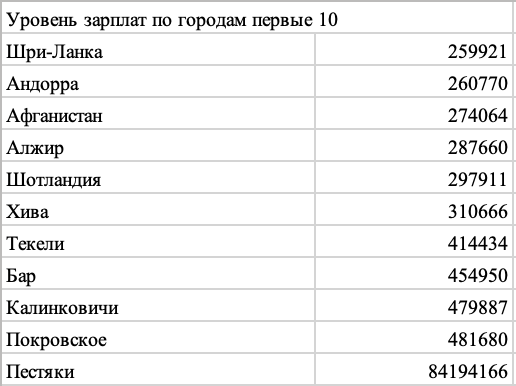 Уровень зарплат по городам первые 10
Шри-Ланка 259921
Андорра 260770
Афганистан 274064
Алжир 287660
Шотландия 297911
Хива 310666
Текели 414434
Бар 454950
Калинковичи 479887
Покровское 481680
Пестяки 84194166